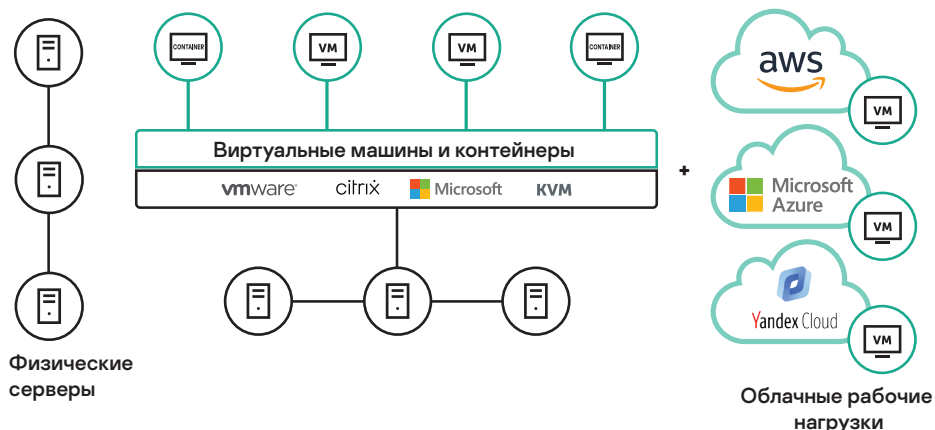 CONTAINER
VM
VM
CONTAINER
Виртуальные машины и контейнеры
vmware®
citrix
Microsoft
KVM
Физические
серверы
+
aws
VM
Microsoft
Azure
VM
Yandex Cloud
VM
Облачные рабочие
нагрузки